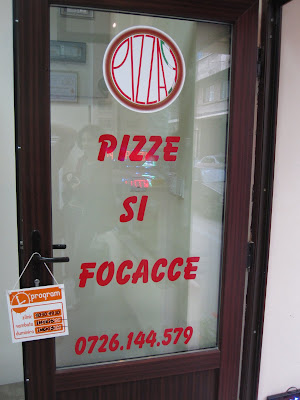 PIZZA
PIZZE
SI
FOCACCE
0726.144.579
program